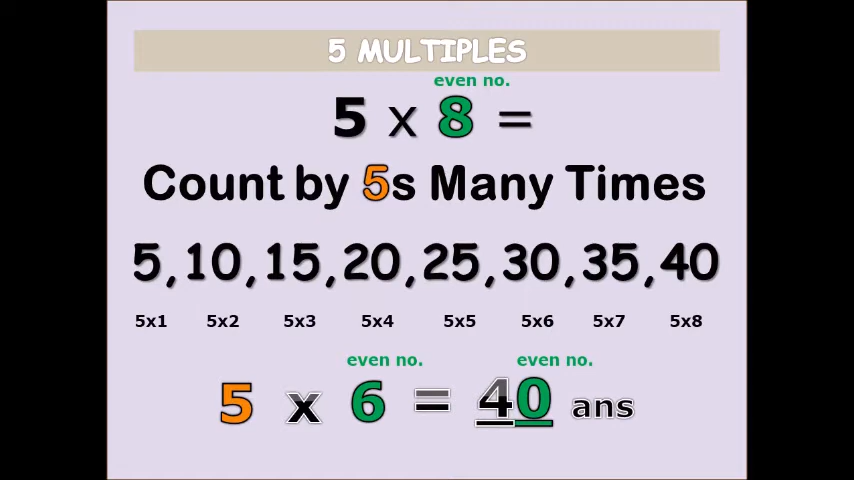 5 MULTIPLES
even no.
5 x 8 =
Count by 5s Many Times
5, 10, 15, 20, 25, 30, 35, 40
5x1 5x2 5x3 5x4 5x5 5x6 5x7 5x8
even no. even no.
5 x 6 = 40 ans